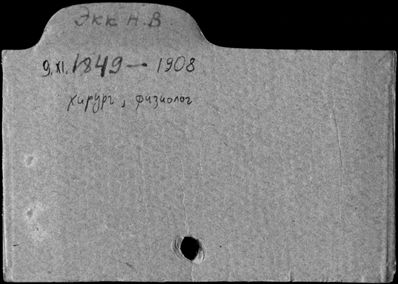 Экк Н.В.
9.XI.1849 — 1908
хирург, физиолог